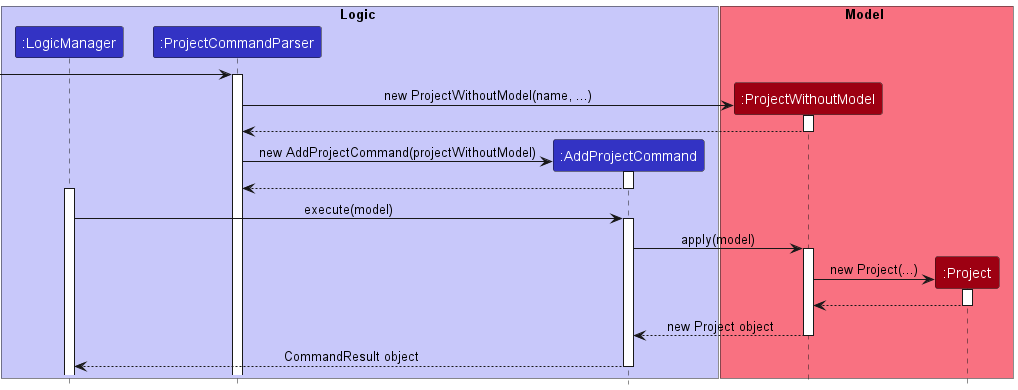 Logic
Model
:LogicManager
:ProjectCommandParser
new ProjectWithoutModel(name, ...)
:ProjectWithoutModel
new AddProjectCommand(projectWithoutModel)
:AddProjectCommand
execute(model)
apply(model)
new Project(...)
:Project
new Project object
CommandResult object